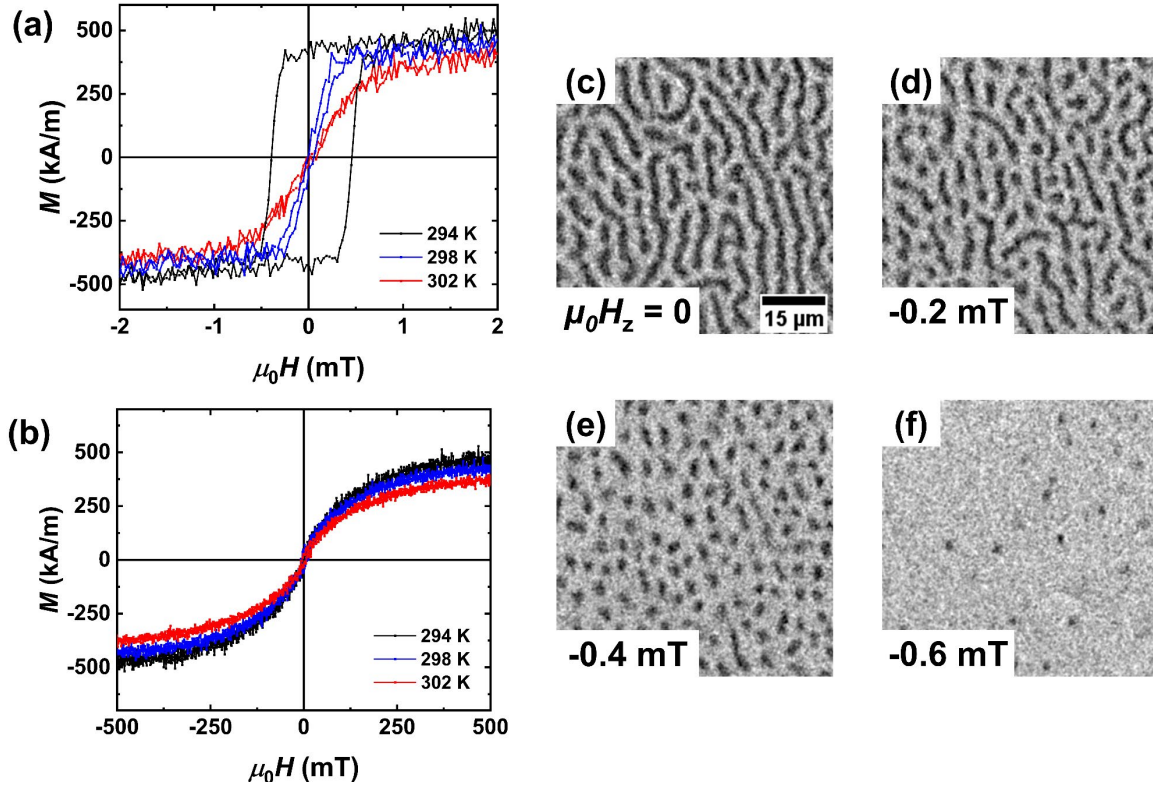 (a)
500
250
0
-250
-500
M (kA/m)
294 K
298 K
302 K
-2
-1
0
1
2
μ₀H (mT)
(b)
500
250
0
-250
-500
M (kA/m)
294 K
298 K
302 K
-500
-250
0
250
500
μ₀H (mT)
(c)
μ₀H_z = 0
15 μm
(d)
-0.2 mT
(e)
-0.4 mT
(f)
-0.6 mT